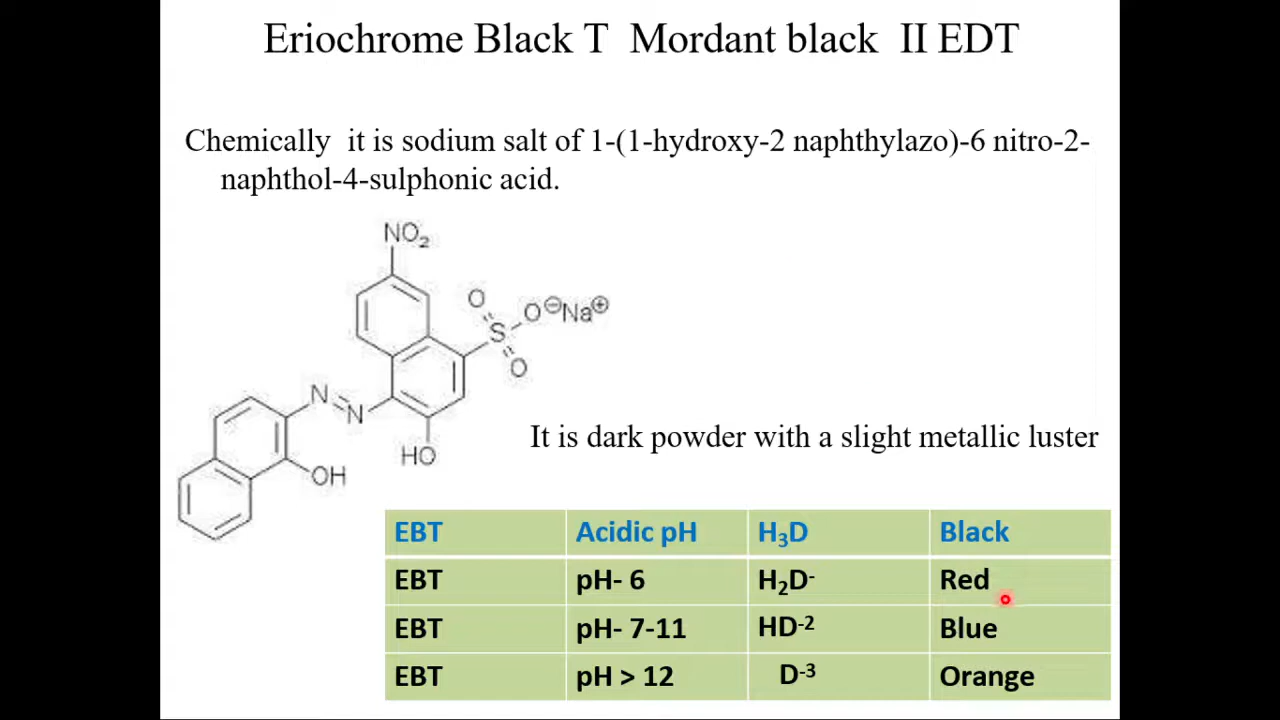 Eriochrome Black T Mordant black II EDT
Chemically it is sodium salt of 1-(1-hydroxy-2 naphthylazo)-6 nitro-2-
naphthol-4-sulphonic acid.
NO₂
O O⊖Na⊕
S
O
N
N
HO
OH
It is dark powder with a slight metallic luster
EBT Acidic pH H₃D Black
EBT pH- 6 H₂D⁻ Red
EBT pH- 7-11 HD⁻² Blue
EBT pH > 12 D⁻³ Orange